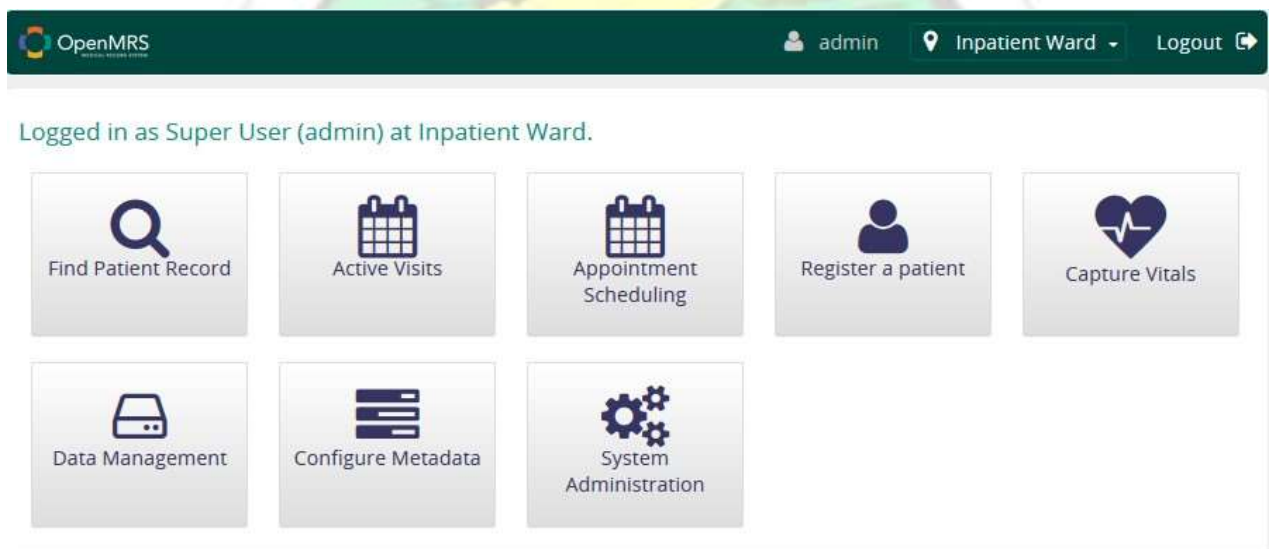 OpenMRS
admin
Inpatient Ward
Logout
Logged in as Super User (admin) at Inpatient Ward.
Find Patient Record
Active Visits
Appointment
Scheduling
Register a patient
Capture Vitals
Data Management
Configure Metadata
System
Administration